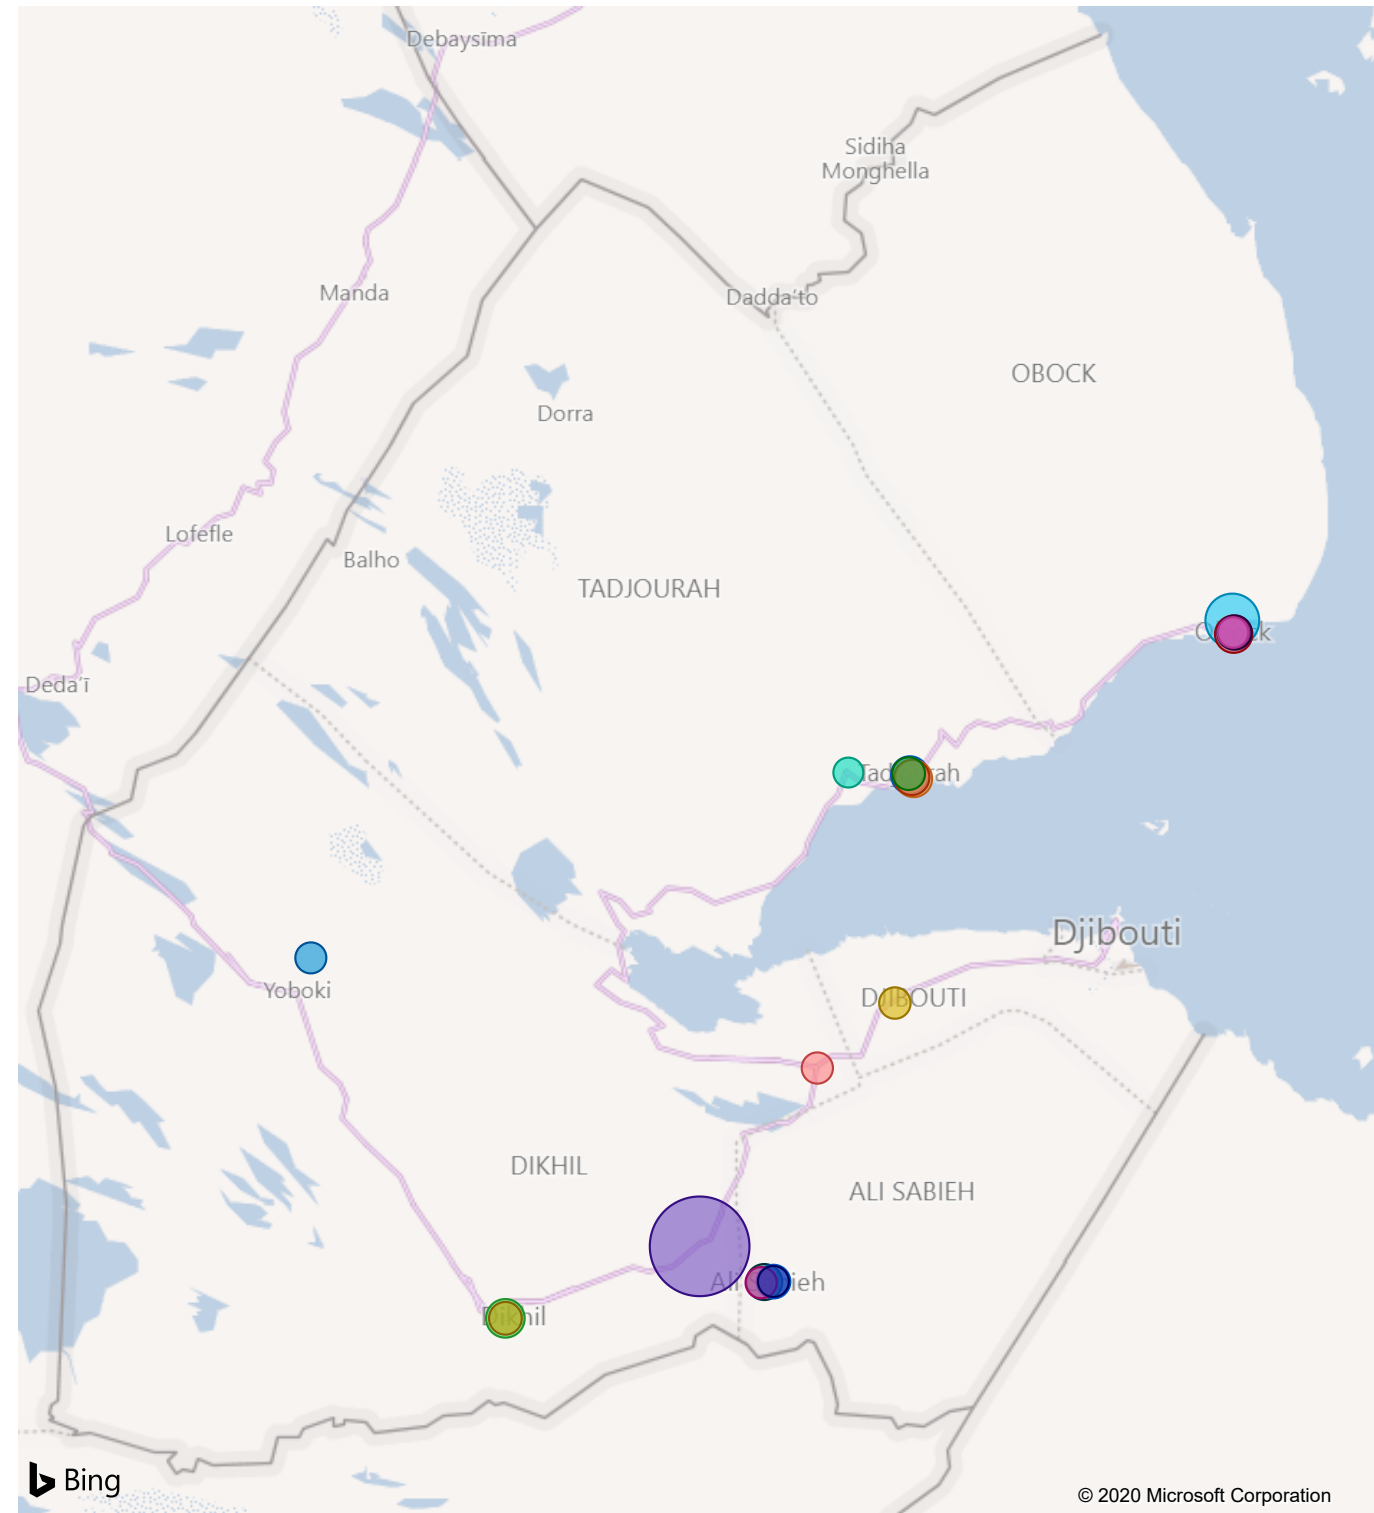 Debaysīma
Sidiha
Monghella
Manda
Dadda‘to
OBOCK
Dorra
Lofefle
Balho
TADJOURAH
Deda‘ī
Djibouti
Yoboki
DJIBOUTI
DIKHIL
ALI SABIEH
Bing
© 2020 Microsoft Corporation